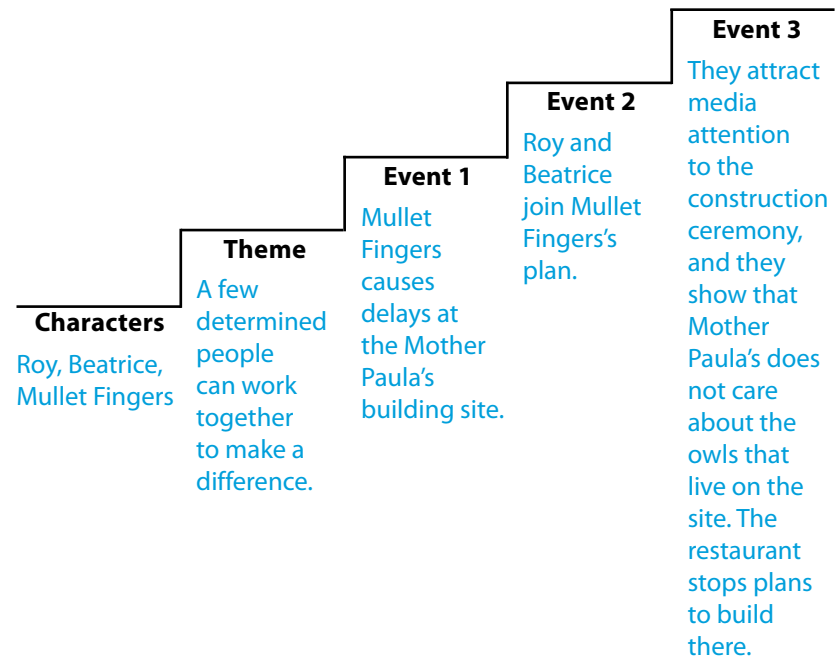 Characters
Roy, Beatrice,
Mullet Fingers
Theme
A few
determined
people
can work
together
to make a
difference.
Event 1
Mullet
Fingers
causes
delays at
the Mother
Paula's
building site.
Event 2
Roy and
Beatrice
join Mullet
Fingers's
plan.
Event 3
They attract
media
attention
to the
construction
ceremony,
and they
show that
Mother
Paula's does
not care
about the
owls that
live on the
site. The
restaurant
stops plans
to build
there.